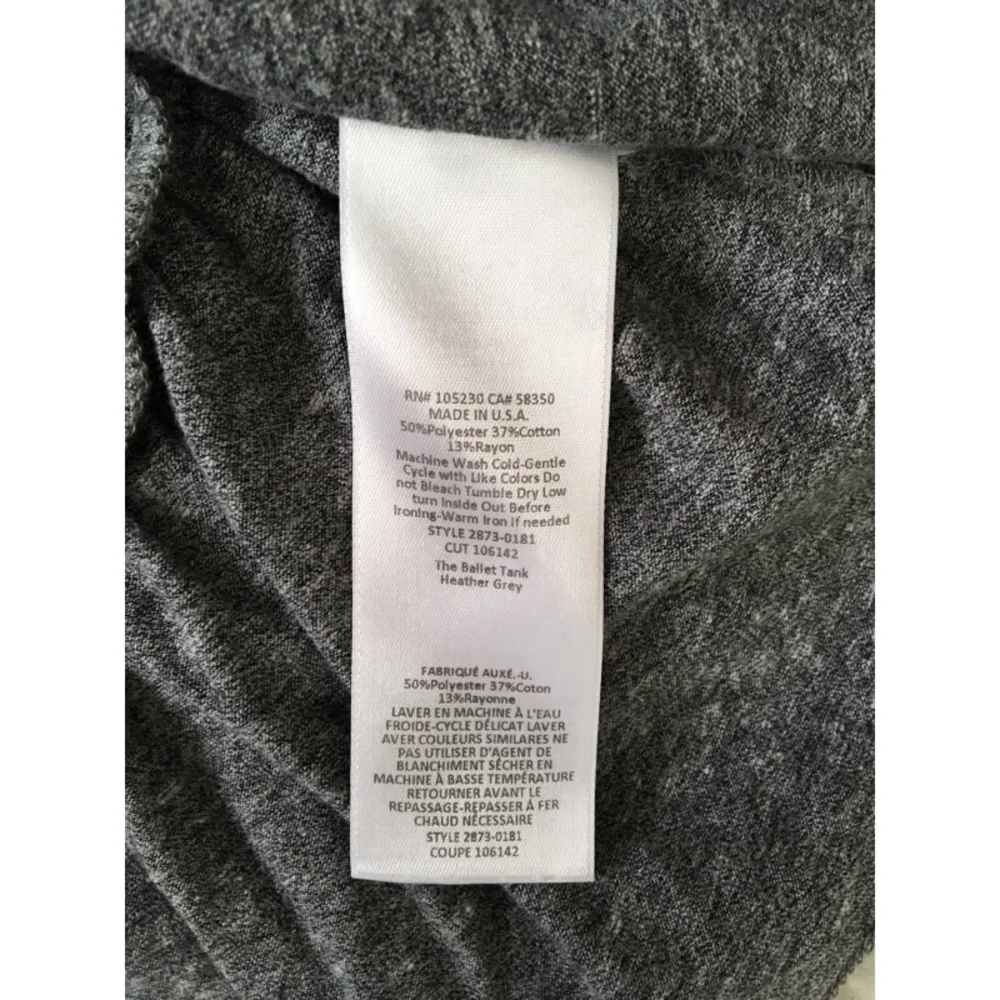 RN# 105230 CA# 58350
MADE IN U.S.A.
50%Polyester 37%Cotton
13%Rayon
Machine Wash Cold-Gentle
Cycle with Like Colors Do
not Bleach Tumble Dry Low
turn Inside Out Before
Ironing-Warm Iron if needed
STYLE 2873-0181
CUT 106142
The Ballet Tank
Heather Grey
FABRIQUÉ AUXÉ.-U.
50%Polyester 37%Coton
13%Rayonne
LAVER EN MACHINE À L'EAU
FROIDE-CYCLE DÉLICAT LAVER
AVER COULEURS SIMILARES NE
PAS UTILISER D'AGENT DE
BLANCHIMENT SÉCHER EN
MACHINE À BASSE TEMPÉRATURE
RETOURNER AVANT LE
REPASSAGE-REPASSER Á FER
CHAUD NÉCESSAIRE
STYLE 2873-0181
COUPE 106142